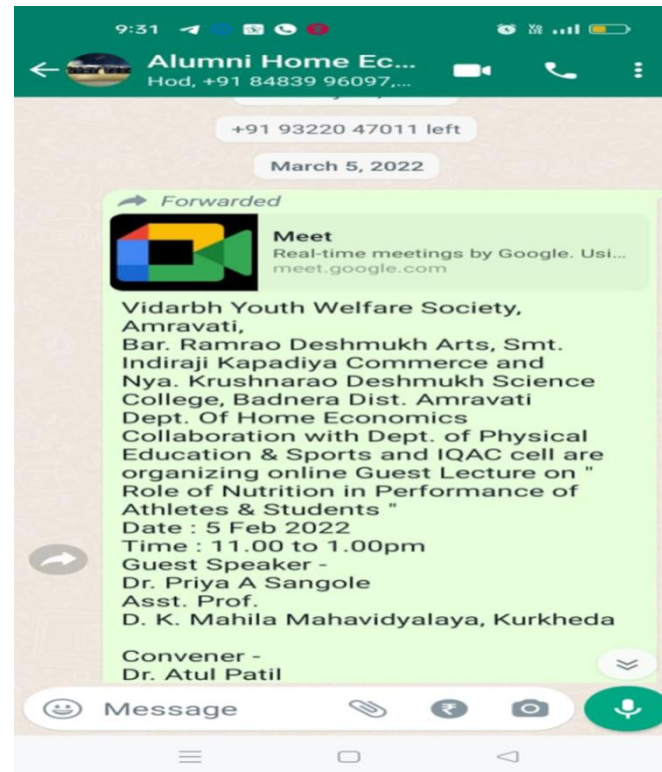 9:31
Alumni Home Ec...
Hod, +91 84839 96097,...
+91 93220 47011 left
March 5, 2022
Forwarded
Meet
Real-time meetings by Google. Usi...
meet.google.com
Vidarbh Youth Welfare Society,
Amravati,
Bar. Ramrao Deshmukh Arts, Smt.
Indiraji Kapadiya Commerce and
Nya. Krushnarao Deshmukh Science
College, Badnera Dist. Amravati
Dept. Of Home Economics
Collaboration with Dept. of Physical
Education & Sports and IQAC cell are
organizing online Guest Lecture on "
Role of Nutrition in Performance of
Athletes & Students "
Date : 5 Feb 2022
Time : 11.00 to 1.00pm
Guest Speaker -
Dr. Priya A Sangole
Asst. Prof.
D. K. Mahila Mahavidyalaya, Kurkheda
Convener -
Dr. Atul Patil
Message